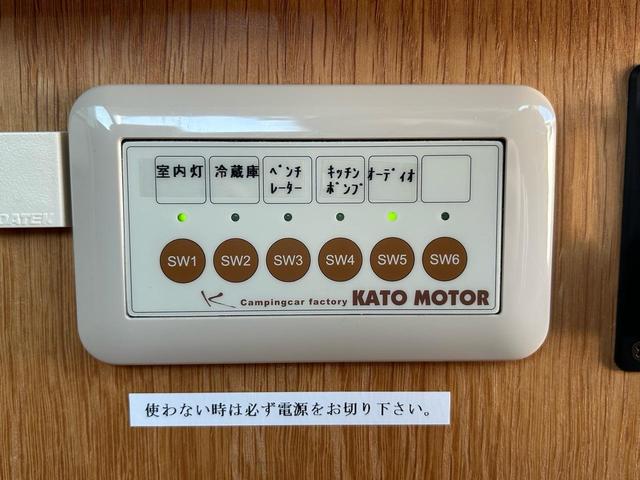 室内灯
冷蔵庫
ベンチ
レーター
キッチン
ポンプ
オーディオ
SW1 SW2 SW3 SW4 SW5 SW6
Campingcar factory KATO MOTOR
DATEK
使わない時は必ず電源をお切り下さい。